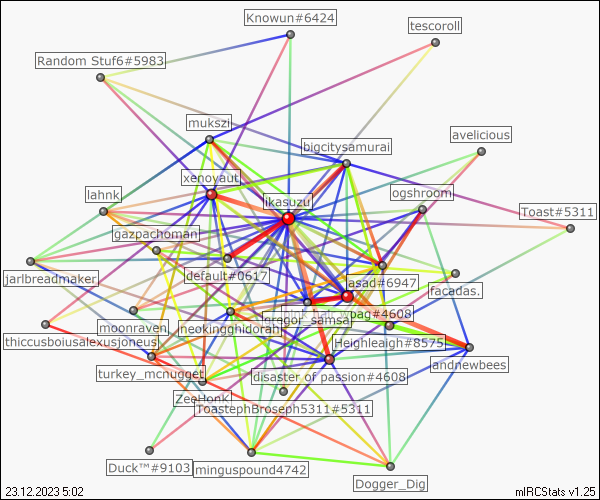 Knowun#6424
tescoroll
Random Stuf6#5983
mukszi
avelicious
bigcitysamurai
xenoyaut
ogshroom
lahnk
ikasuzu
Toast#5311
gazpachoman
default#0617
asad#6947
jarlbreadmaker
facadas.
moonraven
gregor_samsa
pag#4608
neokingghidorah
thiccusboiusalexusjoneus
Heighnleaigh#8575
andnewbees
turkey_mcnugget
disaster of passion#4608
ZeeHonk
ToastephBroseph5311#5311
Duck™#9103
minguspound4742
Dogger_Dig
23.12.2023 5:02
mIRCStats v1.25